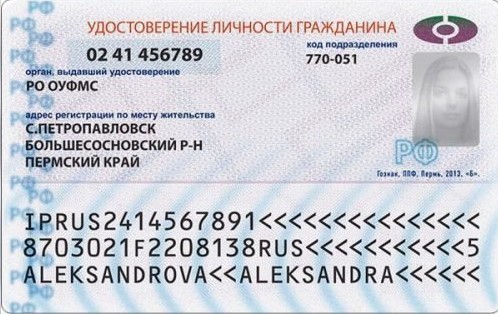 УДОСТОВЕРЕНИЕ ЛИЧНОСТИ ГРАЖДАНИНА
02 41 456789
код подразделения
770-051
орган, выдавший удостоверение
РО ОУФМС
адрес регистрации по месту жительства
С.ПЕТРОПАВЛОВСК
БОЛЬШЕСОСНОВСКИЙ Р-Н
ПЕРМСКИЙ КРАЙ
РФ
Гознак, ППФ, Пермь, 2013, «Б».
IPRUS2414567891<<<<<<<<<<<<<<<
8703021F2208138RUS<<<<<<<<<<<5
ALEKSANDROVA<<ALEKSANDRA<<<<<<